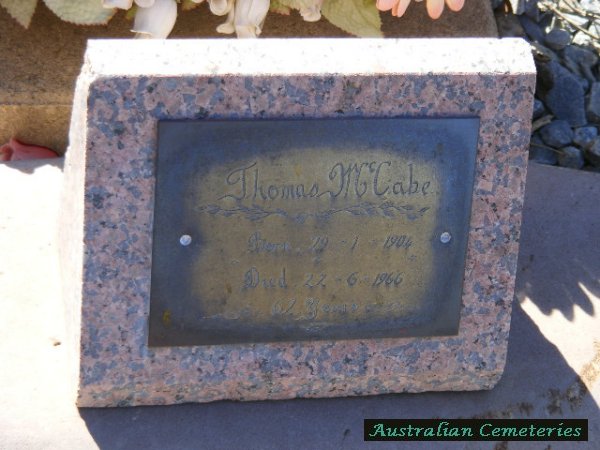 Thomas McCabe
Born 29 - 1 - 1904
Died 22 - 6 - 1966
62 Years
Australian Cemeteries